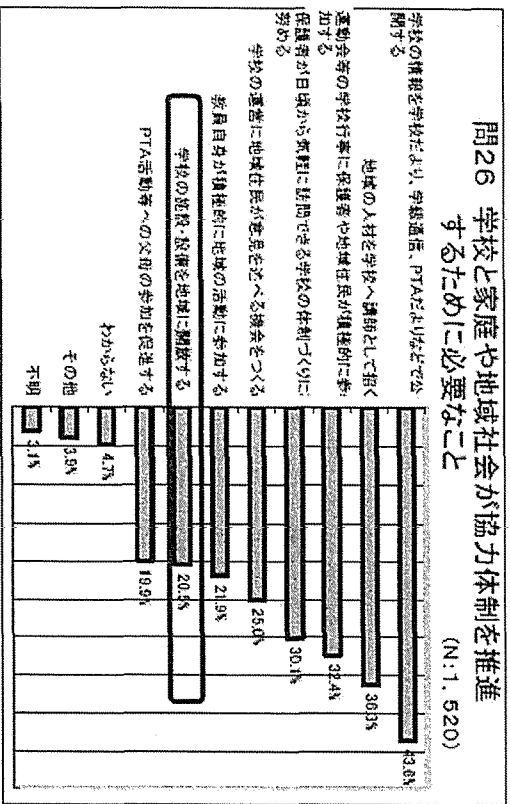 問26 学校と家庭や地域社会が協力体制を推進
するために必要なこと
(N:1,520)
学校の情報を学校だより、学級通信、PTAだよりなどで公
開する
43.6%
地域の人材を学校へ講師として招く
36.3%
運動会等の学校行事に保護者や地域住民が積極的に参
加する
32.4%
保護者が日頃から気軽に訪問できる学校の体制づくりに
努める
30.1%
学校の運営に地域住民が意見を述べる機会をつくる
25.0%
教員自身が積極的に地域の活動に参加する
21.9%
学校の施設・設備を地域に開放する
20.5%
PTA活動等への父母の参加を促進する
19.9%
わからない
4.7%
その他
3.9%
不明
3.1%